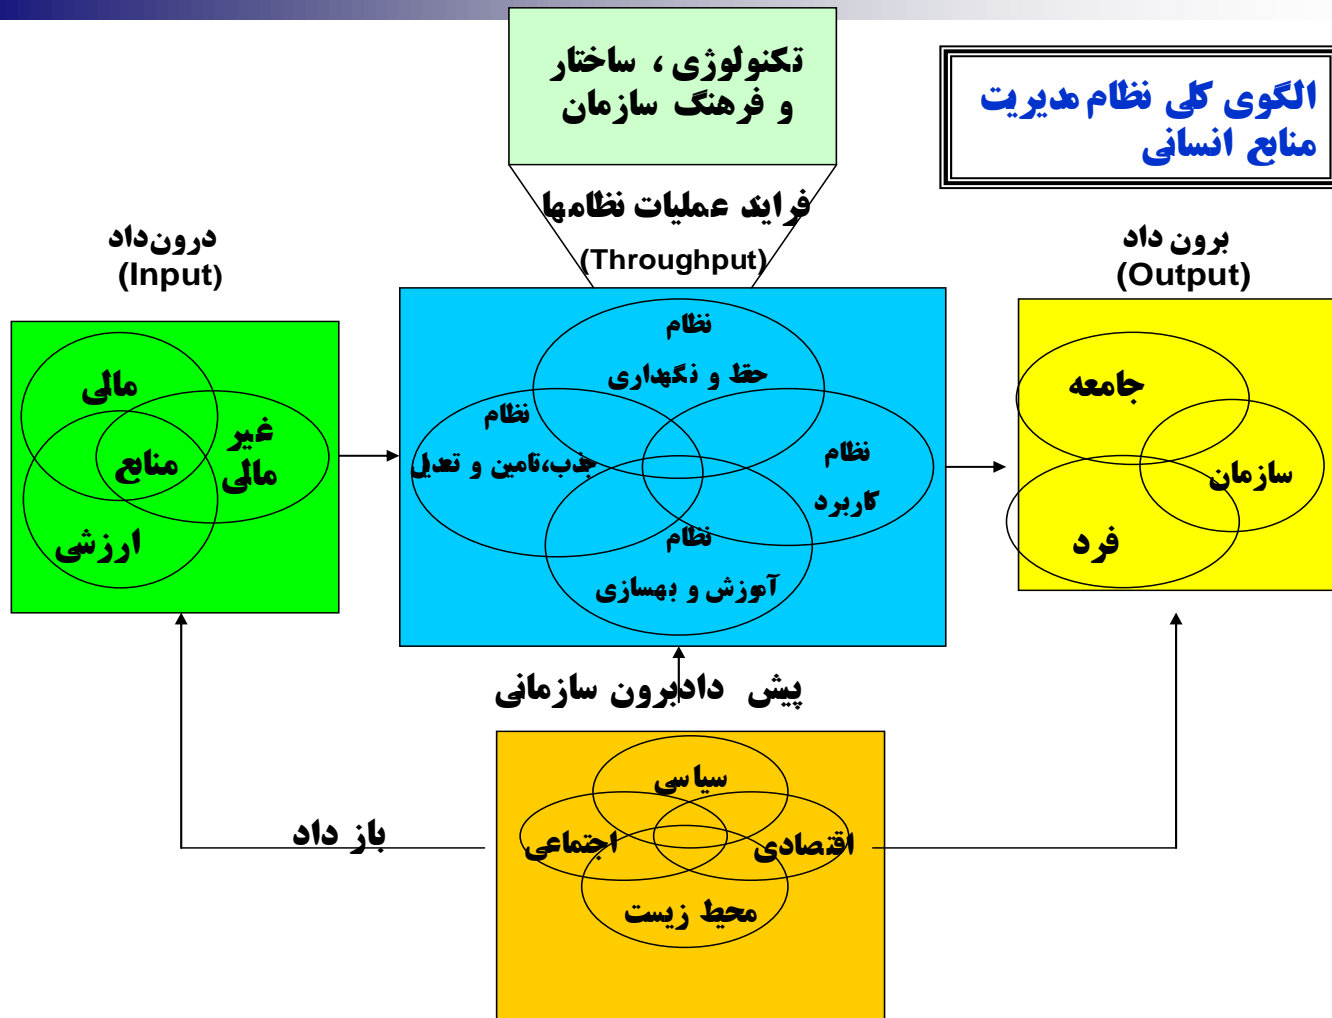 الگوی کلی نظام مدیریت
منابع انسانی
تکنولوژی ، ساختار
و فرهنگ سازمان
فرایند عملیات نظامها
(Throughput)
درون‌داد
(Input)
برون داد
(Output)
مالی
غیر
مالی
منابع
ارزشی
نظام
حقظ و نگهداری
نظام
جذب،تامین و تعدیل
نظام
کاربرد
نظام
آموزش و بهسازی
جامعه
سازمان
فرد
پیش دادبرون سازمانی
سیاسی
اجتماعی
اقتصادی
محیط زیست
باز داد